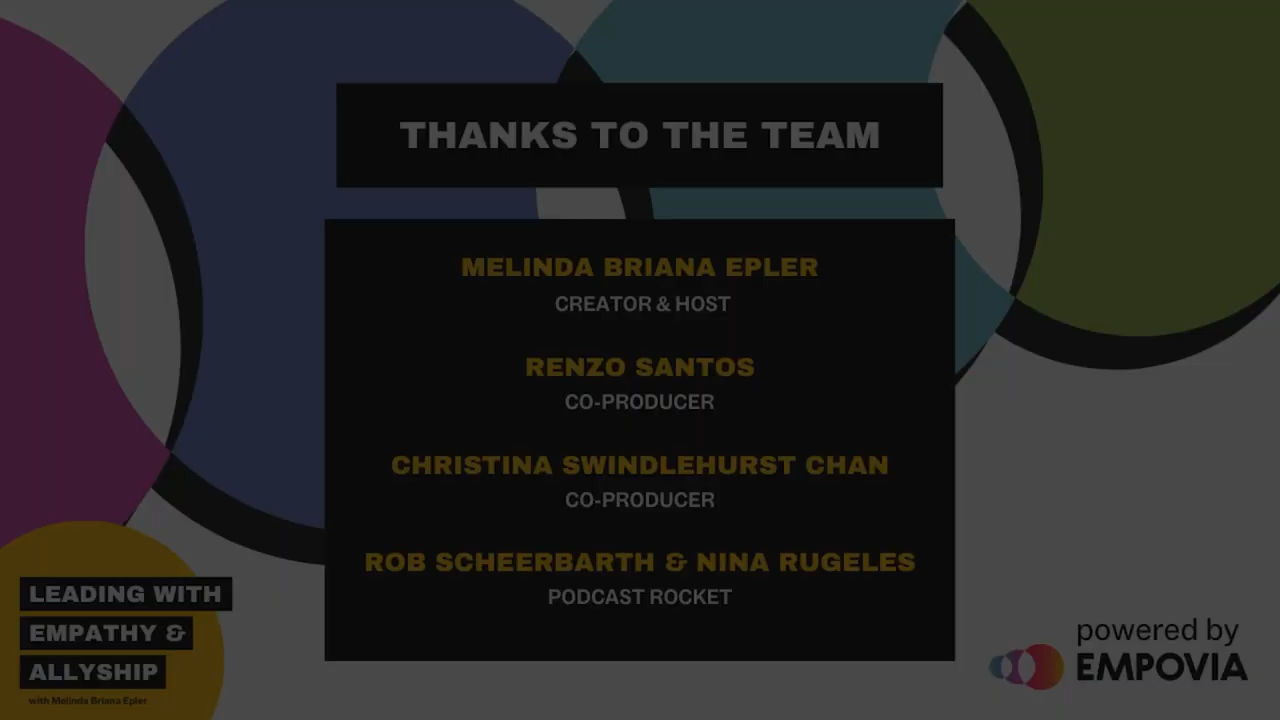 THANKS TO THE TEAM
MELINDA BRIANA EPLER
CREATOR & HOST
RENZO SANTOS
CO-PRODUCER
CHRISTINA SWINDLEHURST CHAN
CO-PRODUCER
ROB SCHEERBARTH & NINA RUGELES
PODCAST ROCKET
LEADING WITH
EMPATHY &
ALLYSHIP
with Melinda Briana Epler
powered by
EMPOVIA